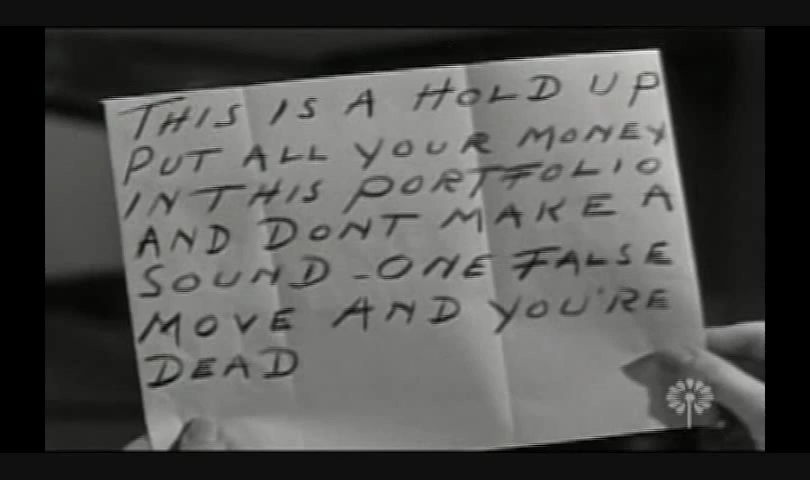 THIS IS A HOLD UP
PUT ALL YOUR MONEY
IN THIS PORTFOLIO
AND DONT MAKE A
SOUND - ONE FALSE
MOVE AND YOU'RE
DEAD